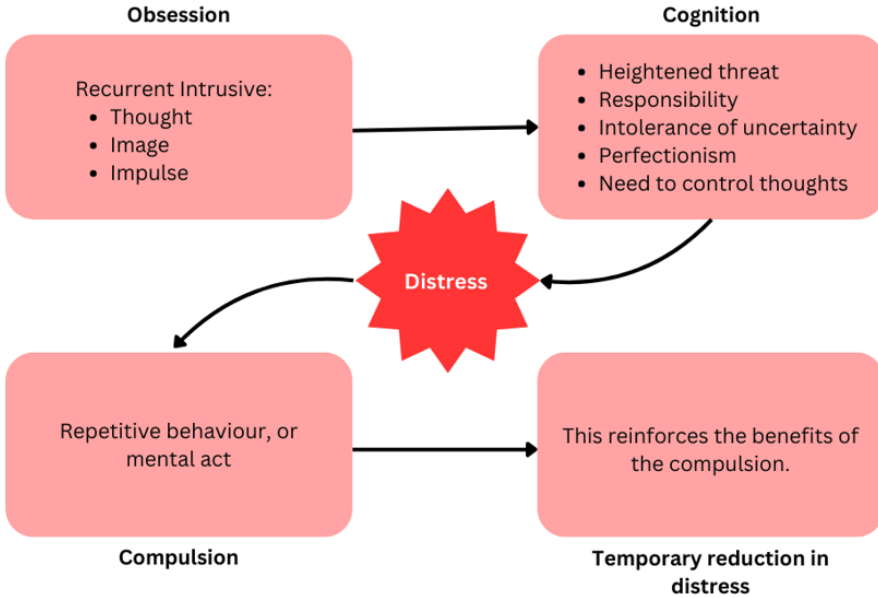 Obsession
Recurrent Intrusive:
• Thought
• Image
• Impulse
Cognition
• Heightened threat
• Responsibility
• Intolerance of uncertainty
• Perfectionism
• Need to control thoughts
Distress
Repetitive behaviour, or
mental act
Compulsion
This reinforces the benefits of
the compulsion.
Temporary reduction in
distress